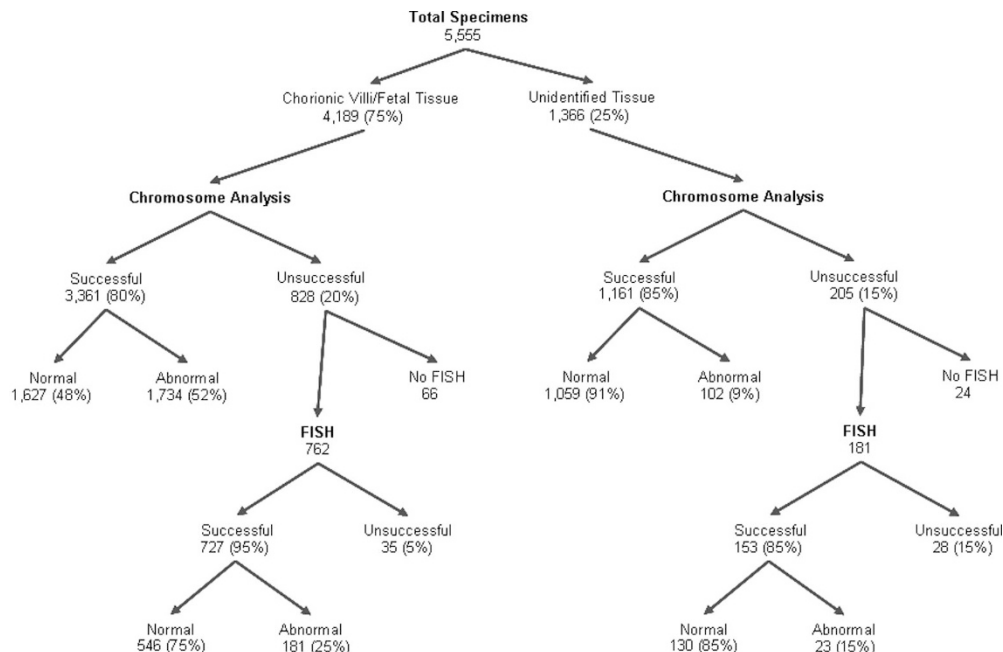 Total Specimens
5,555
Chorionic Villi/Fetal Tissue
4,189 (75%)
Unidentified Tissue
1,366 (25%)
Chromosome Analysis
Chromosome Analysis
Successful
3,361 (80%)
Unsuccessful
828 (20%)
Successful
1,161 (85%)
Unsuccessful
205 (15%)
Normal
1,627 (48%)
Abnormal
1,734 (52%)
No FISH
66
Normal
1,059 (91%)
Abnormal
102 (9%)
No FISH
24
FISH
762
FISH
181
Successful
727 (95%)
Unsuccessful
35 (5%)
Successful
153 (85%)
Unsuccessful
28 (15%)
Normal
546 (75%)
Abnormal
181 (25%)
Normal
130 (85%)
Abnormal
23 (15%)